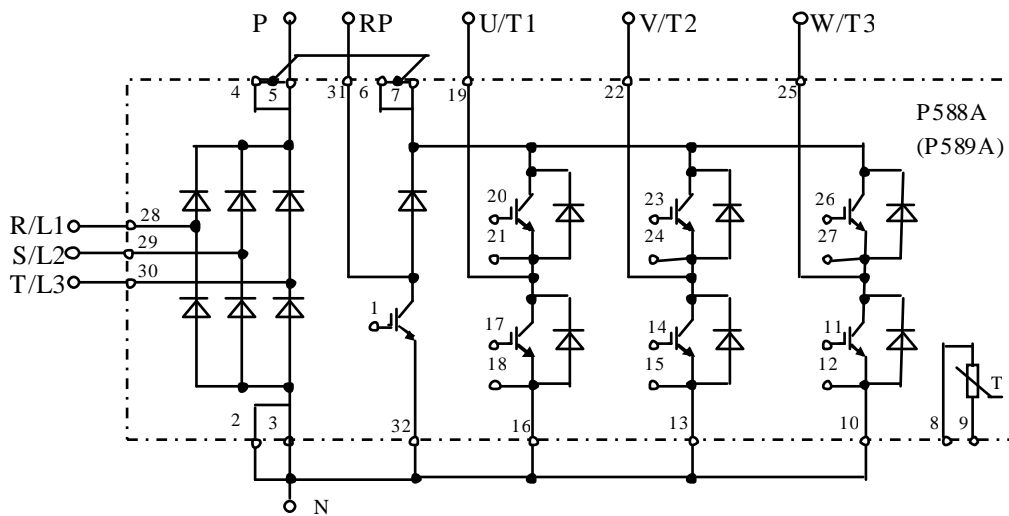 P RP U/T1 V/T2 W/T3
4 5 31 6 7 19 22 25
P588A
(P589A)
20 23 26
R/L1 28
21 24 27
S/L2 29
T/L3 30
1 17 14 11
18 15 12
T
2 3 32 16 13 10 8 9
N